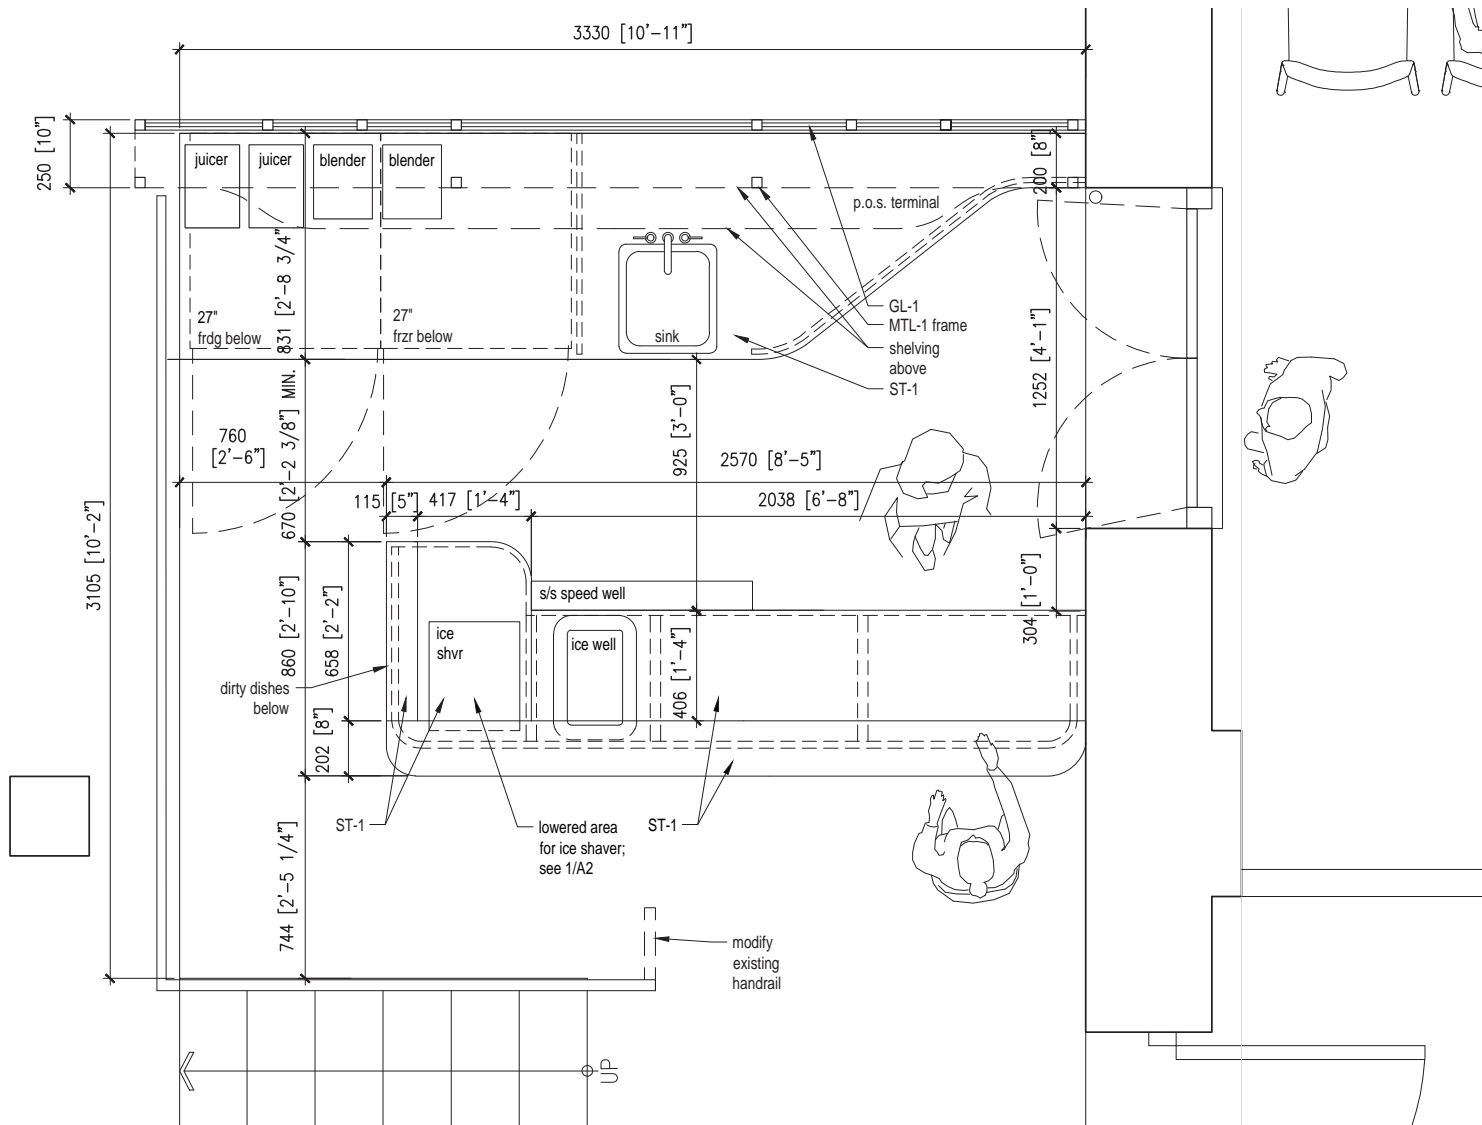 3330 [10'-11"]
250 [10"]
juicer
juicer
blender
blender
200 [8"]
p.o.s. terminal
831 [2'-8 3/4"
27"
frdg below
27"
frzr below
sink
GL-1
MTL-1 frame
shelving
above
ST-1
1252 [4'-1"]
670 [2'-2 3/8"] MIN.
760
[2'-6"]
925 [3'-0"]
2570 [8'-5"]
115 [5"]
417 [1'-4"]
2038 [6'-8"]
3105 [10'-2"]
s/s speed well
304 [1'-0"]
860 [2'-10"]
658 [2'-2"]
ice
shvr
ice well
406 [1'-4"]
dirty dishes
below
202 [8"]
ST-1
lowered area
for ice shaver;
see 1/A2
ST-1
744 [2'-5 1/4"]
modify
existing
handrail
UP